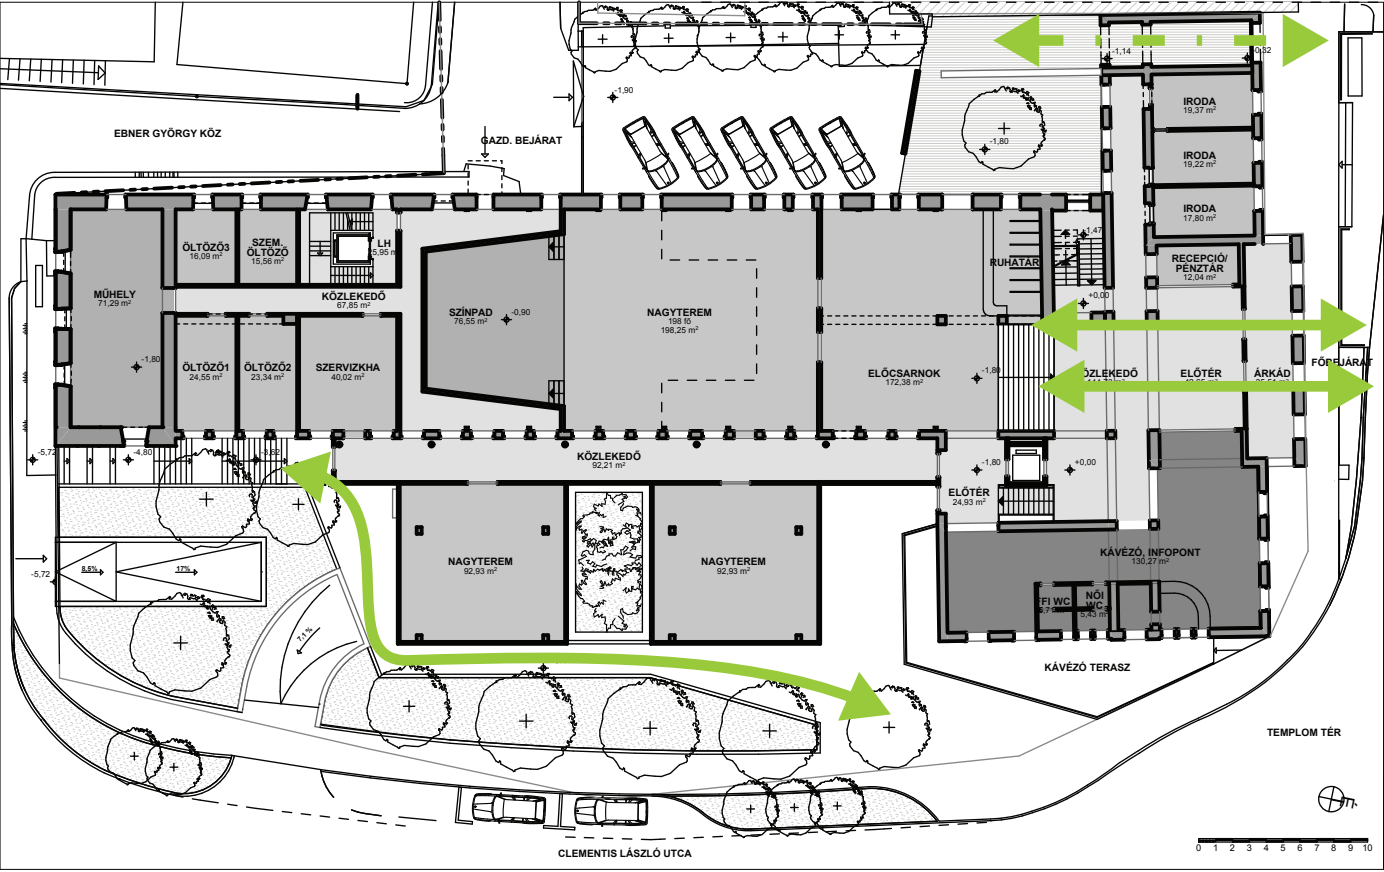 -1,14
-0,32
-1,90
IRODA
19,37 m²
EBNER GYÖRGY KÖZ
GAZD. BEJÁRAT
-1,80
IRODA
19,22 m²
IRODA
17,80 m²
ÖLTÖZŐ3
16,09 m²
SZEM.
ÖLTÖZŐ
15,56 m²
LH
+1,47
RUHATÁR
RECEPCIÓ/
PÉNZTÁR
12,04 m²
MŰHELY
71,29 m²
KÖZLEKEDŐ
67,85 m²
+0,00
SZÍNPAD
76,55 m²
-0,90
NAGYTEREM
198 fő
198,25 m²
-1,80
ÖLTÖZŐ1
24,55 m²
ÖLTÖZŐ2
23,34 m²
SZERVIZKHA
40,02 m²
ELŐCSARNOK
172,38 m²
-1,80
ELŐTÉR
ÁRKÁD
FŐBEJÁRAT
-5,72
-4,80
KÖZLEKEDŐ
92,21 m²
-1,80
+0,00
ELŐTÉR
24,93 m²
NAGYTEREM
92,93 m²
NAGYTEREM
92,93 m²
KÁVÉZÓ, INFOPONT
130,27 m²
-5,72
8,5%
17%
FFI WC
NŐI
WC
5,43 m²
7,1 %
KÁVÉZÓ TERASZ
TEMPLOM TÉR
CLEMENTIS LÁSZLÓ UTCA
0 1 2 3 4 5 6 7 8 9 10